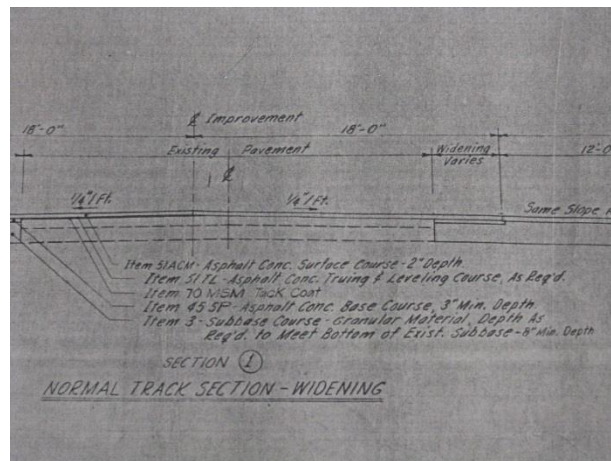 ℄ Improvement
18'-0" 18'-0"
Existing Pavement Widening Varies 12'-0
℄
1/4"/Ft. 1/4"/Ft. Same Slope
Item 51ACM - Asphalt Conc. Surface Course - 2" Depth
Item 51TL - Asphalt Conc. Truing & Leveling Course, As Req'd.
Item 70 MSM Tack Coat
Item 45 SP - Asphalt Conc. Base Course, 3" Min. Depth
Item 3 - Subbase Course - Granular Material, Depth As
Req'd. to Meet Bottom of Exist. Subbase - 8" Min. Depth
SECTION 1
NORMAL TRACK SECTION - WIDENING